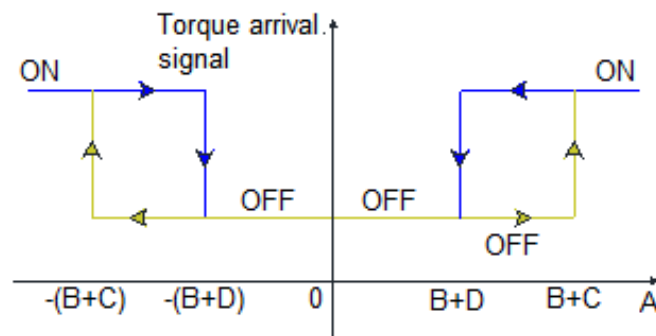 Torque arrival.
signal
ON
ON
OFF
OFF
OFF
-(B+C)
-(B+D)
0
B+D
B+C
A